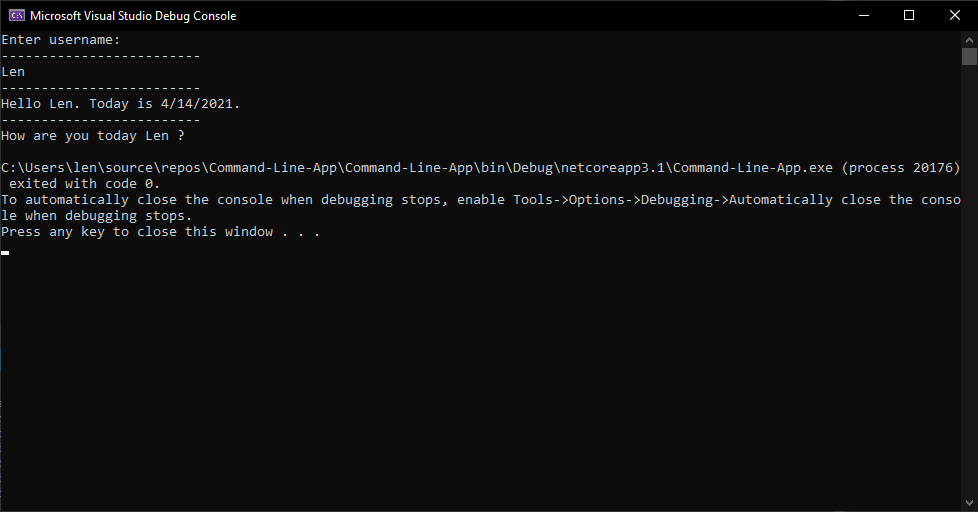 Microsoft Visual Studio Debug Console
Enter username:
-------------------------
Len
-------------------------
Hello Len. Today is 4/14/2021.
-------------------------
How are you today Len ?
C:\Users\len\source\repos\Command-Line-App\Command-Line-App\bin\Debug\netcoreapp3.1\Command-Line-App.exe (process 20176)
 exited with code 0.
To automatically close the console when debugging stops, enable Tools->Options->Debugging->Automatically close the conso
le when debugging stops.
Press any key to close this window . . .